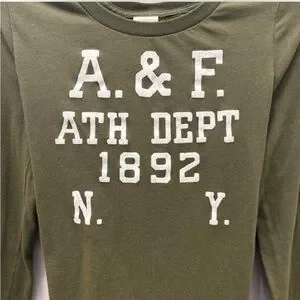 A. & F.
ATH DEPT
1892
N. Y.